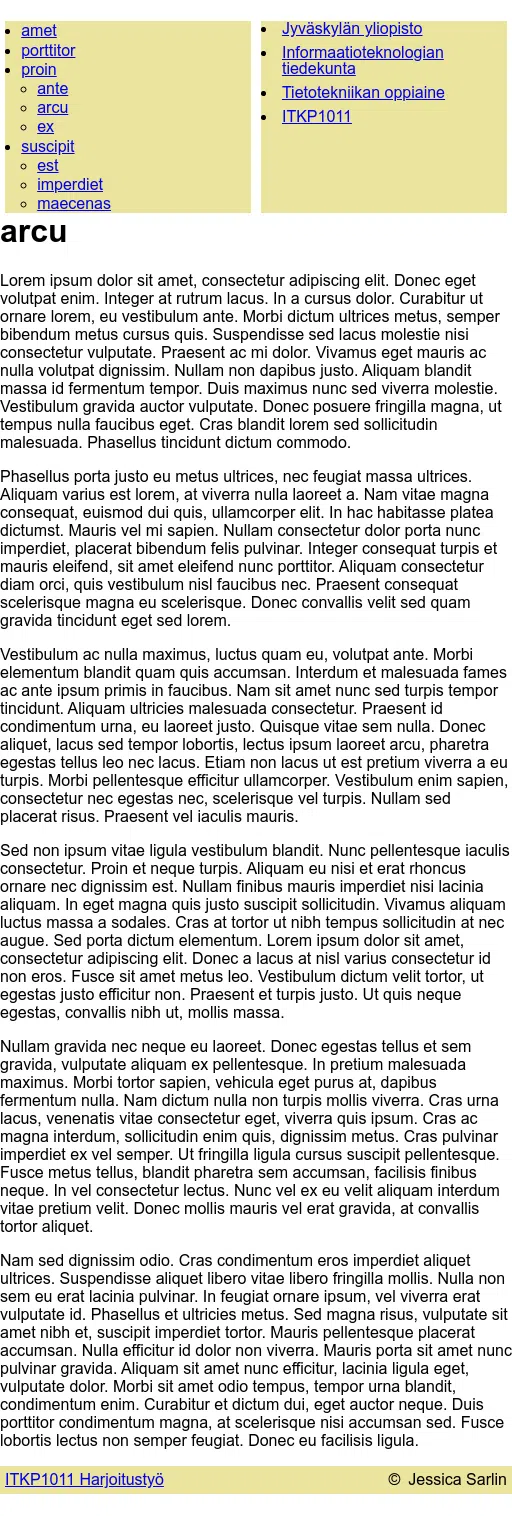 amet
porttitor
proin
ante
arcu
ex
suscipit
est
imperdiet
maecenas
Jyväskylän yliopisto
Informaatioteknologian
tiedekunta
Tietotekniikan oppiaine
ITKP1011
arcu
Lorem ipsum dolor sit amet, consectetur adipiscing elit. Donec eget
volutpat enim. Integer at rutrum lacus. In a cursus dolor. Curabitur ut
ornare lorem, eu vestibulum ante. Morbi dictum ultrices metus, semper
bibendum metus cursus quis. Suspendisse sed lacus molestie nisi
consectetur vulputate. Praesent ac mi dolor. Vivamus eget mauris ac
nulla volutpat dignissim. Nullam non dapibus justo. Aliquam blandit
massa id fermentum tempor. Duis maximus nunc sed viverra molestie.
Vestibulum gravida auctor vulputate. Donec posuere fringilla magna, ut
tempus nulla faucibus eget. Cras blandit lorem sed sollicitudin
malesuada. Phasellus tincidunt dictum commodo.
Phasellus porta justo eu metus ultrices, nec feugiat massa ultrices.
Aliquam varius est lorem, at viverra nulla laoreet a. Nam vitae magna
consequat, euismod dui quis, ullamcorper elit. In hac habitasse platea
dictumst. Mauris vel mi sapien. Nullam consectetur dolor porta nunc
imperdiet, placerat bibendum felis pulvinar. Integer consequat turpis et
mauris eleifend, sit amet eleifend nunc porttitor. Aliquam consectetur
diam orci, quis vestibulum nisl faucibus nec. Praesent consequat
scelerisque magna eu scelerisque. Donec convallis velit sed quam
gravida tincidunt eget sed lorem.
Vestibulum ac nulla maximus, luctus quam eu, volutpat ante. Morbi
elementum blandit quam quis accumsan. Interdum et malesuada fames
ac ante ipsum primis in faucibus. Nam sit amet nunc sed turpis tempor
tincidunt. Aliquam ultricies malesuada consectetur. Praesent id
condimentum urna, eu laoreet justo. Quisque vitae sem nulla. Donec
aliquet, lacus sed tempor lobortis, lectus ipsum laoreet arcu, pharetra
egestas tellus leo nec lacus. Etiam non lacus ut est pretium viverra a eu
turpis. Morbi pellentesque efficitur ullamcorper. Vestibulum enim sapien,
consectetur nec egestas nec, scelerisque vel turpis. Nullam sed
placerat risus. Praesent vel iaculis mauris.
Sed non ipsum vitae ligula vestibulum blandit. Nunc pellentesque iaculis
consectetur. Proin et neque turpis. Aliquam eu nisi et erat rhoncus
ornare nec dignissim est. Nullam finibus mauris imperdiet nisi lacinia
aliquam. In eget magna quis justo suscipit sollicitudin. Vivamus aliquam
luctus massa a sodales. Cras at tortor ut nibh tempus sollicitudin at nec
augue. Sed porta dictum elementum. Lorem ipsum dolor sit amet,
consectetur adipiscing elit. Donec a lacus at nisl varius consectetur id
non eros. Fusce sit amet metus leo. Vestibulum dictum velit tortor, ut
egestas justo efficitur non. Praesent et turpis justo. Ut quis neque
egestas, convallis nibh ut, mollis massa.
Nullam gravida nec neque eu laoreet. Donec egestas tellus et sem
gravida, vulputate aliquam ex pellentesque. In pretium malesuada
maximus. Morbi tortor sapien, vehicula eget purus at, dapibus
fermentum nulla. Nam dictum nulla non turpis mollis viverra. Cras urna
lacus, venenatis vitae consectetur eget, viverra quis ipsum. Cras ac
magna interdum, sollicitudin enim quis, dignissim metus. Cras pulvinar
imperdiet ex vel semper. Ut fringilla ligula cursus suscipit pellentesque.
Fusce metus tellus, blandit pharetra sem accumsan, facilisis finibus
neque. In vel consectetur lectus. Nunc vel ex eu velit aliquam interdum
vitae pretium velit. Donec mollis mauris vel erat gravida, at convallis
tortor aliquet.
Nam sed dignissim odio. Cras condimentum eros imperdiet aliquet
ultrices. Suspendisse aliquet libero vitae libero fringilla mollis. Nulla non
sem eu erat lacinia pulvinar. In feugiat ornare ipsum, vel viverra erat
vulputate id. Phasellus et ultricies metus. Sed magna risus, vulputate sit
amet nibh et, suscipit imperdiet tortor. Mauris pellentesque placerat
accumsan. Nulla efficitur id dolor non viverra. Mauris porta sit amet nunc
pulvinar gravida. Aliquam sit amet nunc efficitur, lacinia ligula eget,
vulputate dolor. Morbi sit amet odio tempus, tempor urna blandit,
condimentum enim. Curabitur et dictum dui, eget auctor neque. Duis
porttitor condimentum magna, at scelerisque nisi accumsan sed. Fusce
lobortis lectus non semper feugiat. Donec eu facilisis ligula.
ITKP1011 Harjoitustyö
© Jessica Sarlin